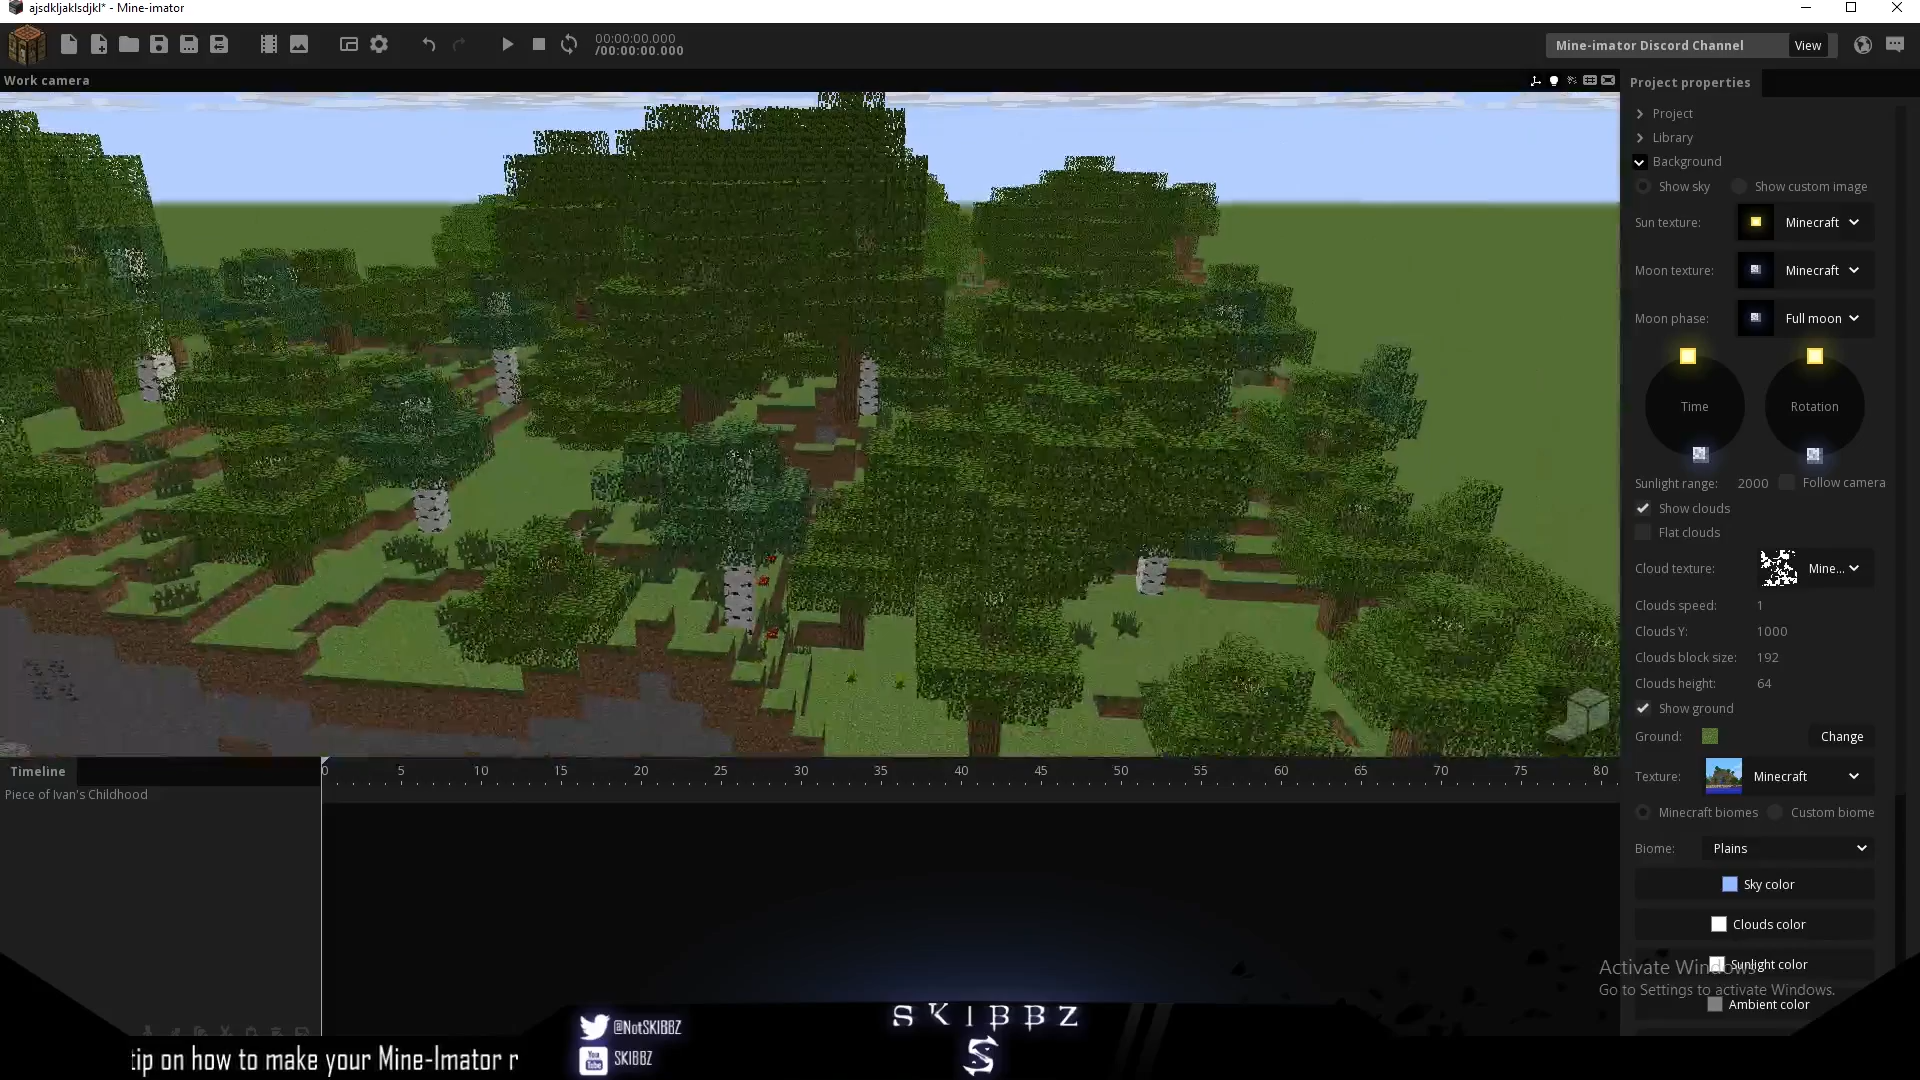 ajsdkljaklsdjkl* - Mine-imator
00:00:00.000
/00:00:00.000
Mine-imator Discord Channel
View
Work camera
Project properties
Project
Library
Background
Show sky
Show custom image
Sun texture:
Minecraft
Moon texture:
Minecraft
Moon phase:
Full moon
Time
Rotation
Sunlight range:
2000
Follow camera
Show clouds
Flat clouds
Cloud texture:
Mine...
Clouds speed:
1
Clouds Y:
1000
Clouds block size:
192
Clouds height:
64
Show ground
Ground:
Change
Texture:
Minecraft
Minecraft biomes
Custom biome
Biome:
Plains
Sky color
Clouds color
Sunlight color
Ambient color
Activate Windows
Go to Settings to activate Windows.
Timeline
0 5 10 15 20 25 30 35 40 45 50 55 60 65 70 75 80
Piece of Ivan's Childhood
tip on how to make your Mine-Imator r
@NotSKIBBZ
You Tube
SKIBBZ
SKIBBZ
S